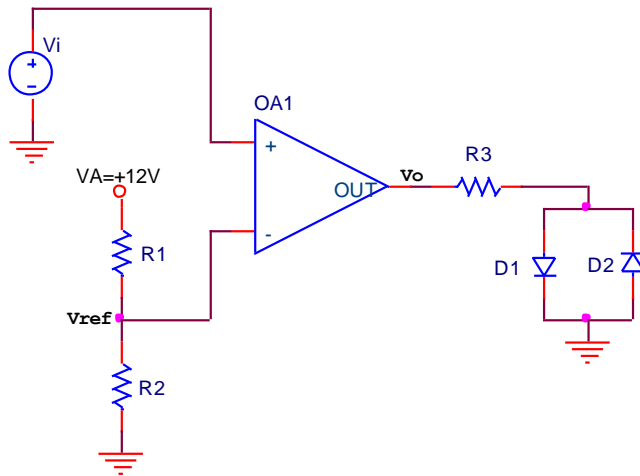 Vi
OA1
+
-
+
-
OUT
Vo
R3
VA=+12V
R1
D1
D2
Vref
R2